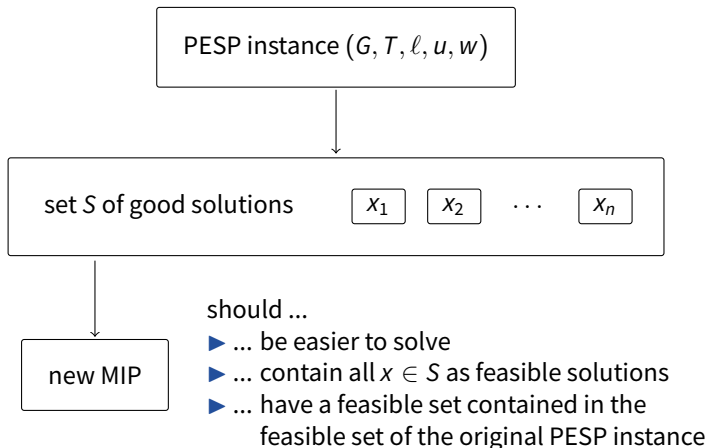 PESP instance (G, T, ℓ, u, w)
set S of good solutions x₁ x₂ ··· xₙ
should ...
▶ ... be easier to solve
new MIP
▶ ... contain all x ∈ S as feasible solutions
▶ ... have a feasible set contained in the
feasible set of the original PESP instance